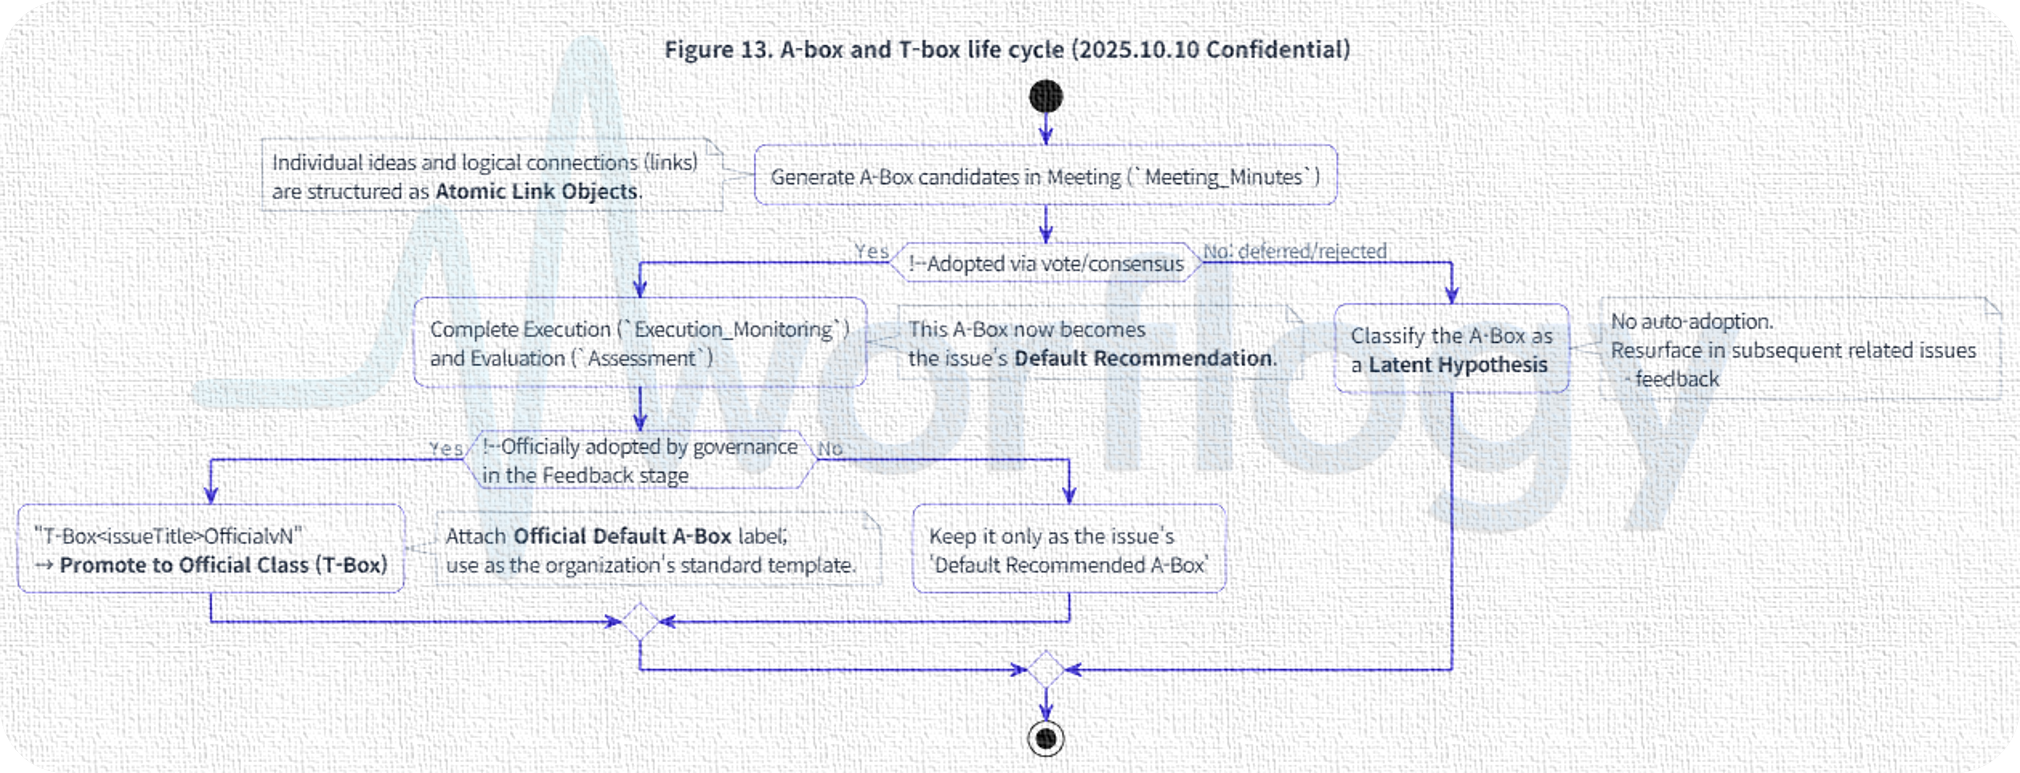 Figure 13. A-box and T-box life cycle (2025.10.10 Confidential)
Individual ideas and logical connections (links)
are structured as Atomic Link Objects.
Generate A-Box candidates in Meeting (`Meeting_Minutes`)
Yes
!--Adopted via vote/consensus
No: deferred/rejected
Complete Execution (`Execution_Monitoring`)
and Evaluation (`Assessment`)
This A-Box now becomes
the issue's Default Recommendation.
Classify the A-Box as
a Latent Hypothesis
No auto-adoption.
Resurface in subsequent related issues
- feedback
Yes
!--Officially adopted by governance
in the Feedback stage
No
"T-Box<issueTitle>OfficialvN"
→ Promote to Official Class (T-Box)
Attach Official Default A-Box label;
use as the organization's standard template.
Keep it only as the issue's
'Default Recommended A-Box'
worflogy